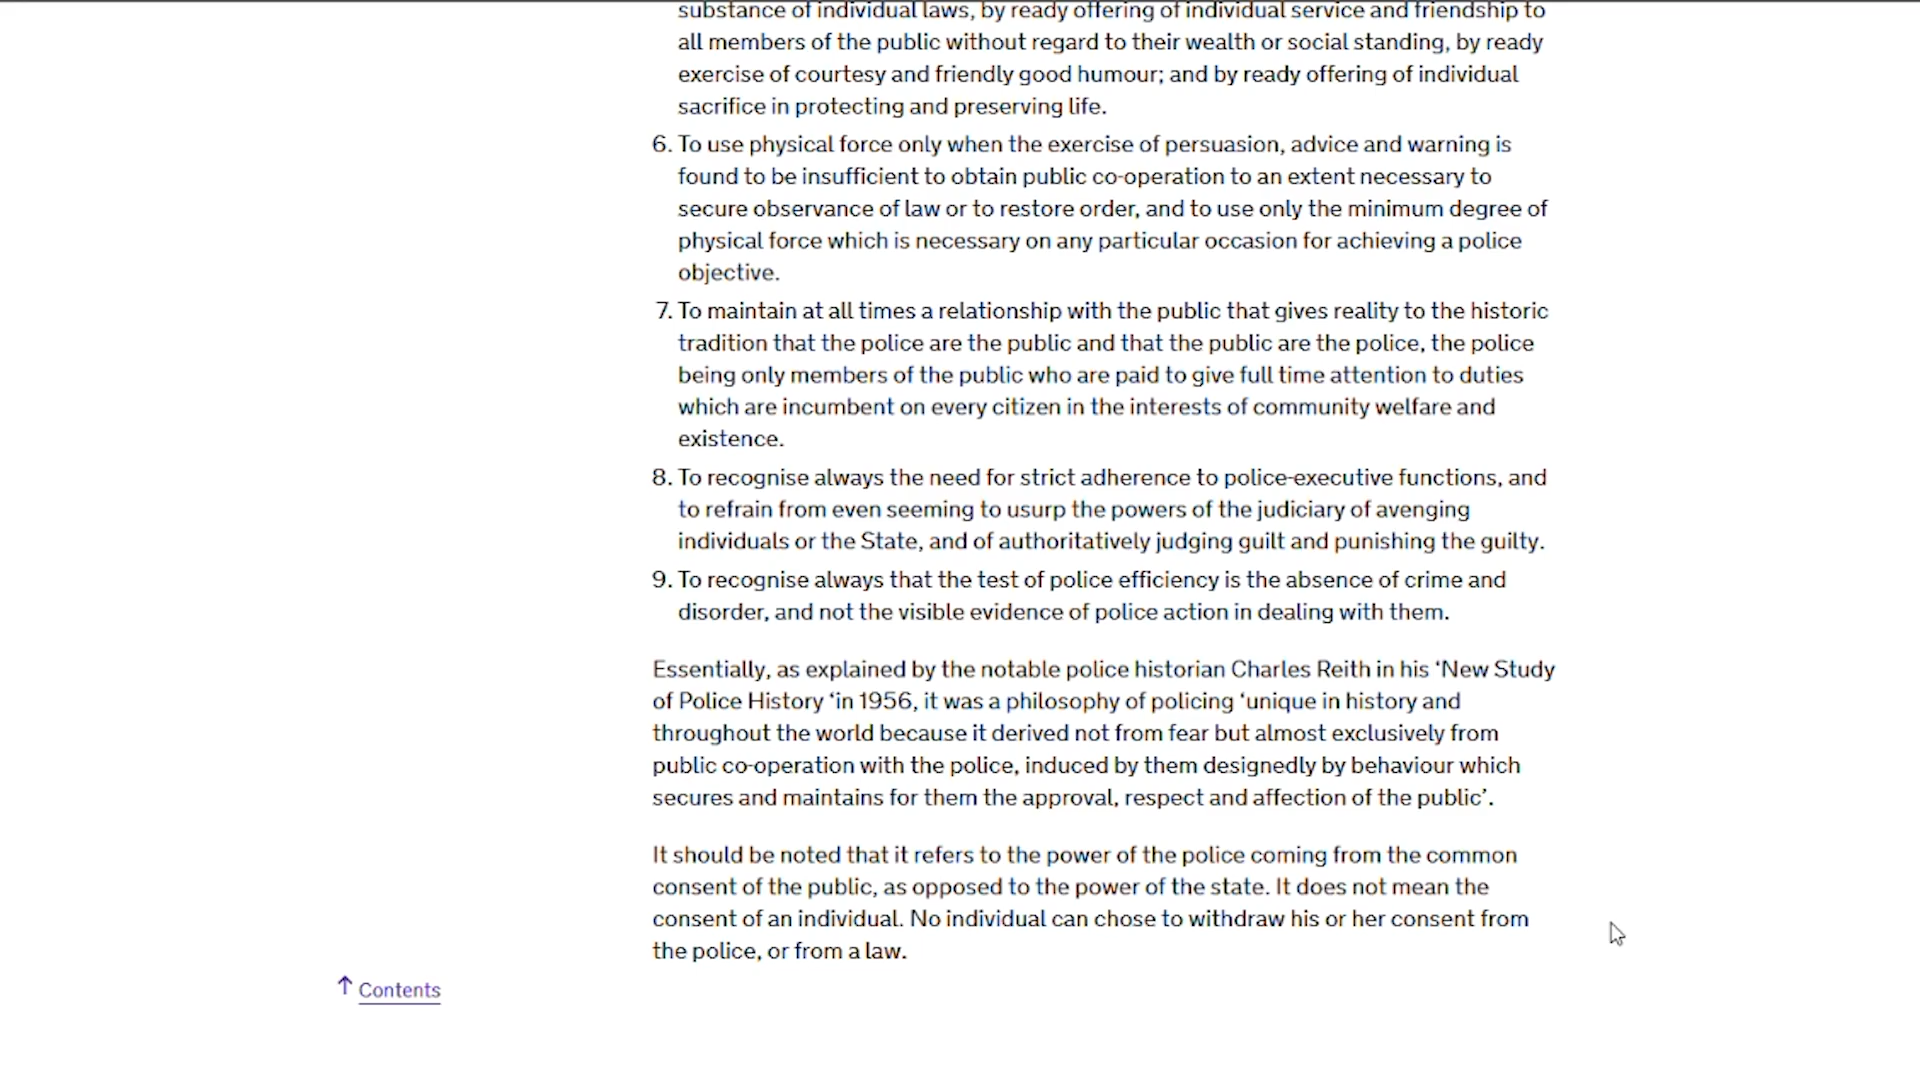 substance of individual laws, by ready offering of individual service and friendship to
all members of the public without regard to their wealth or social standing, by ready
exercise of courtesy and friendly good humour; and by ready offering of individual
sacrifice in protecting and preserving life.
6. To use physical force only when the exercise of persuasion, advice and warning is
found to be insufficient to obtain public co-operation to an extent necessary to
secure observance of law or to restore order, and to use only the minimum degree of
physical force which is necessary on any particular occasion for achieving a police
objective.
7. To maintain at all times a relationship with the public that gives reality to the historic
tradition that the police are the public and that the public are the police, the police
being only members of the public who are paid to give full time attention to duties
which are incumbent on every citizen in the interests of community welfare and
existence.
8. To recognise always the need for strict adherence to police-executive functions, and
to refrain from even seeming to usurp the powers of the judiciary of avenging
individuals or the State, and of authoritatively judging guilt and punishing the guilty.
9. To recognise always that the test of police efficiency is the absence of crime and
disorder, and not the visible evidence of police action in dealing with them.
Essentially, as explained by the notable police historian Charles Reith in his ‘New Study
of Police History ‘in 1956, it was a philosophy of policing ‘unique in history and
throughout the world because it derived not from fear but almost exclusively from
public co-operation with the police, induced by them designedly by behaviour which
secures and maintains for them the approval, respect and affection of the public’.
It should be noted that it refers to the power of the police coming from the common
consent of the public, as opposed to the power of the state. It does not mean the
consent of an individual. No individual can chose to withdraw his or her consent from
the police, or from a law.
↑ Contents